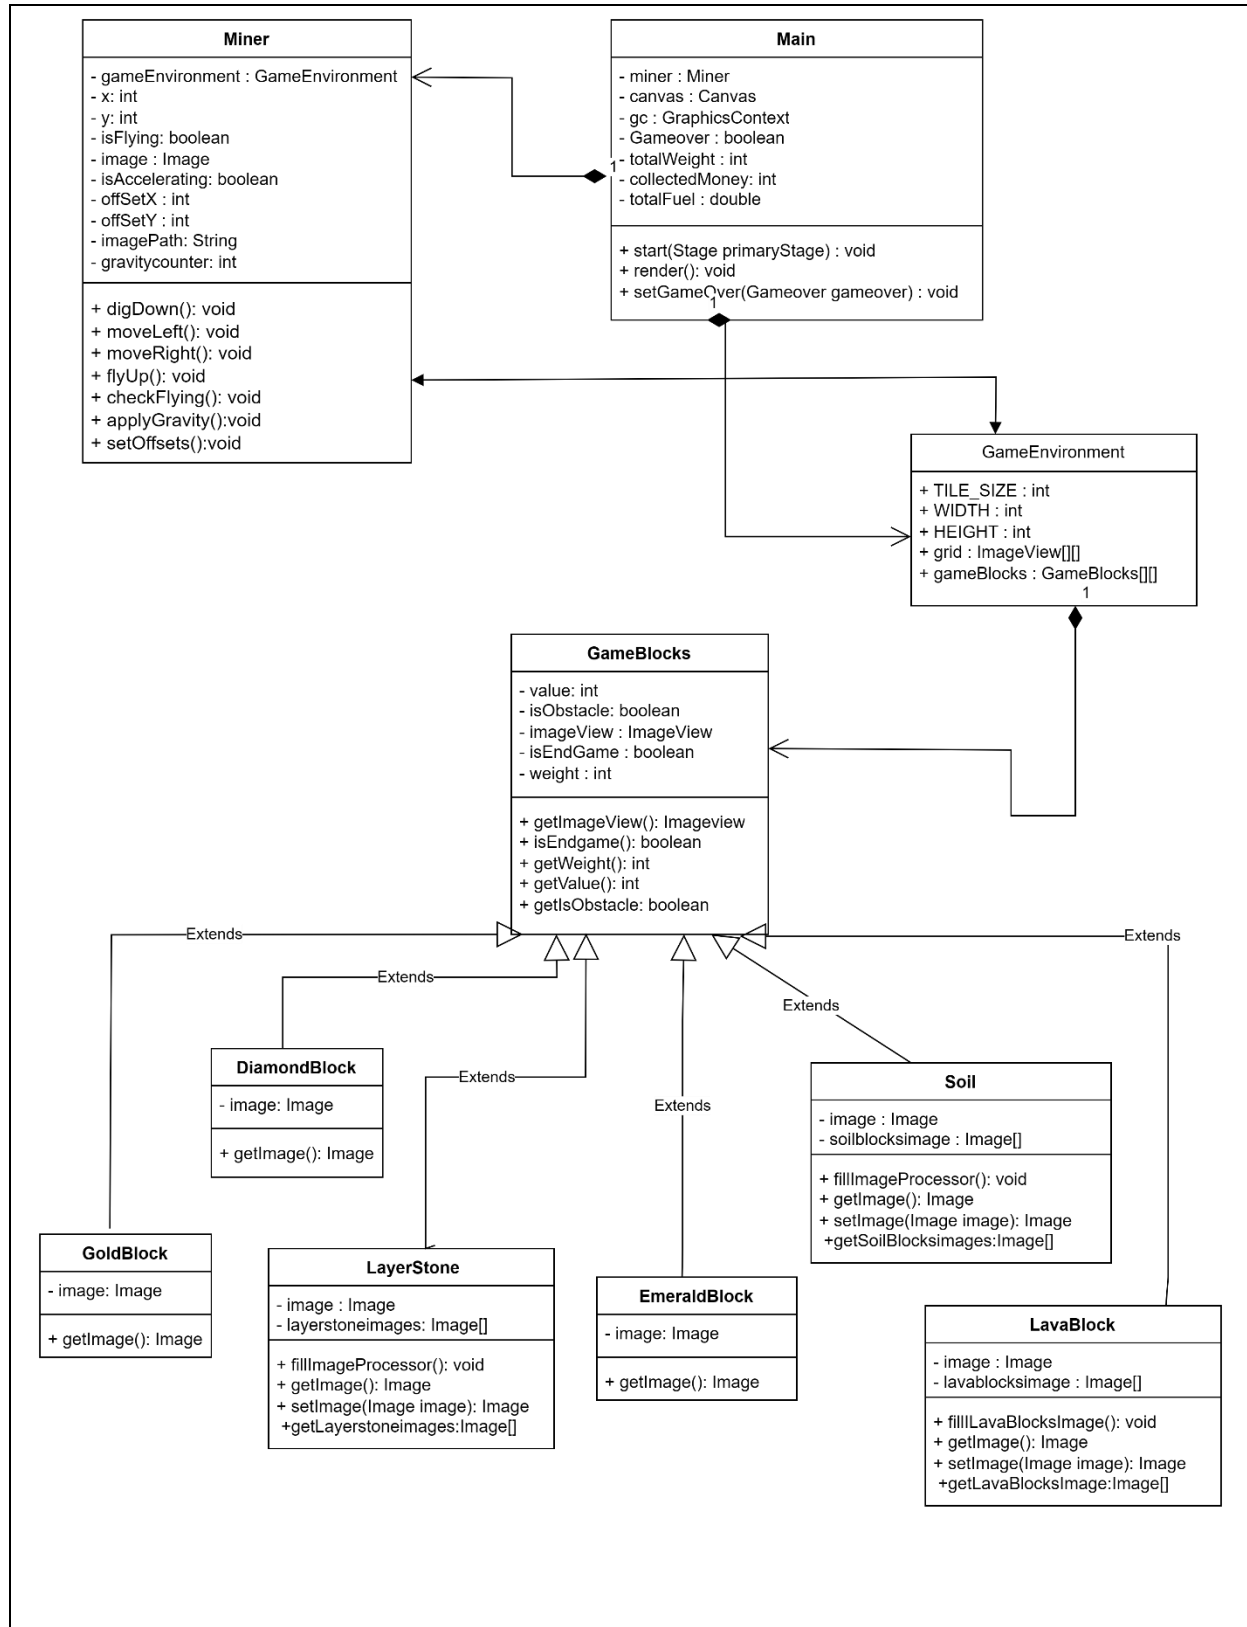 Miner
- gameEnvironment : GameEnvironment
- x: int
- y: int
- isFlying: boolean
- image : Image
- isAccelerating: boolean
- offSetX : int
- offSetY : int
- imagePath: String
- gravitycounter: int
+ digDown(): void
+ moveLeft(): void
+ moveRight(): void
+ flyUp(): void
+ checkFlying(): void
+ applyGravity():void
+ setOffsets():void
Main
- miner : Miner
- canvas : Canvas
- gc : GraphicsContext
- Gameover : boolean
- totalWeight : int
- collectedMoney: int
- totalFuel : double
1
+ start(Stage primaryStage) : void
+ render(): void
+ setGameOver(Gameover gameover) : void
1
GameEnvironment
+ TILE_SIZE : int
+ WIDTH : int
+ HEIGHT : int
+ grid : ImageView[][]
+ gameBlocks : GameBlocks[][]
1
GameBlocks
- value: int
- isObstacle: boolean
- imageView : ImageView
- isEndGame : boolean
- weight : int
+ getImageView(): Imageview
+ isEndgame(): boolean
+ getWeight(): int
+ getValue(): int
+ getIsObstacle: boolean
Extends
Extends
Extends
Extends
Extends
Extends
DiamondBlock
- image: Image
+ getImage(): Image
Soil
- image : Image
- soilblocksimage : Image[]
+ fillImageProcessor(): void
+ getImage(): Image
+ setImage(Image image): Image
+getSoilBlocksimages:Image[]
GoldBlock
- image: Image
+ getImage(): Image
LayerStone
- image : Image
- layerstoneimages: Image[]
+ fillImageProcessor(): void
+ getImage(): Image
+ setImage(Image image): Image
+getLayerstoneimages:Image[]
EmeraldBlock
- image: Image
+ getImage(): Image
LavaBlock
- image : Image
- lavablocksimage : Image[]
+ fillILavaBlocksImage(): void
+ getImage(): Image
+ setImage(Image image): Image
+getLavaBlocksImage:Image[]